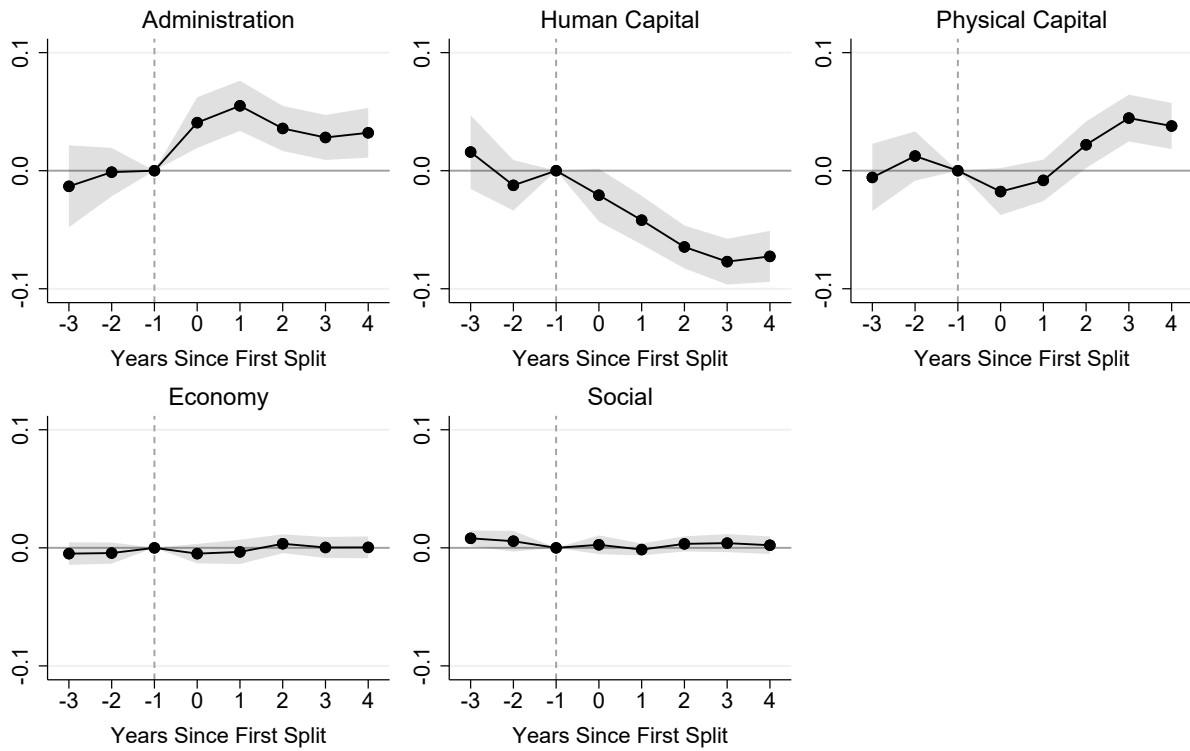 Administration
0.1
0.0
-0.1
-3 -2 -1 0 1 2 3 4
Years Since First Split
Human Capital
0.1
0.0
-0.1
-3 -2 -1 0 1 2 3 4
Years Since First Split
Physical Capital
0.1
0.0
-0.1
-3 -2 -1 0 1 2 3 4
Years Since First Split
Economy
0.1
0.0
-0.1
-3 -2 -1 0 1 2 3 4
Years Since First Split
Social
0.1
0.0
-0.1
-3 -2 -1 0 1 2 3 4
Years Since First Split